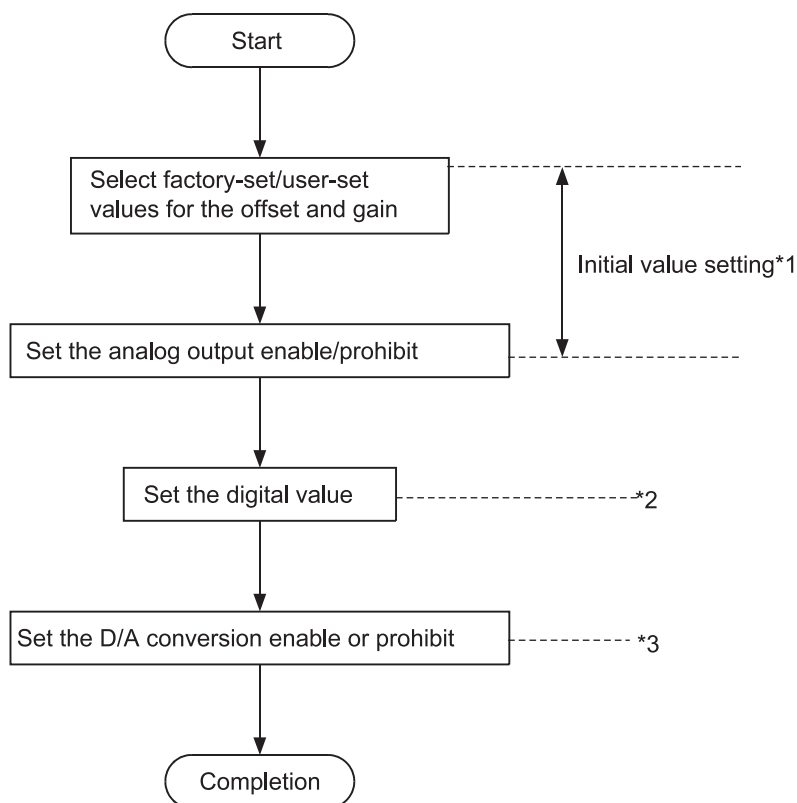 Start
Select factory-set/user-set
values for the offset and gain
Initial value setting*1
Set the analog output enable/prohibit
Set the digital value
*2
Set the D/A conversion enable or prohibit
*3
Completion